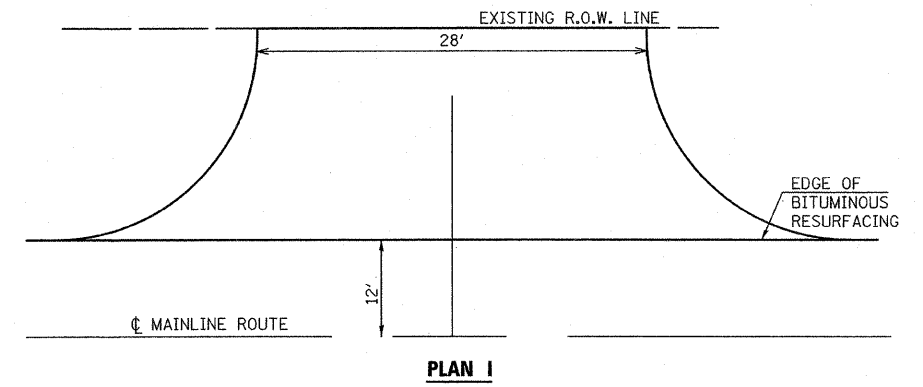 EXISTING R.O.W. LINE
28'
EDGE OF
BITUMINOUS
RESURFACING
12'
℄ MAINLINE ROUTE
PLAN I